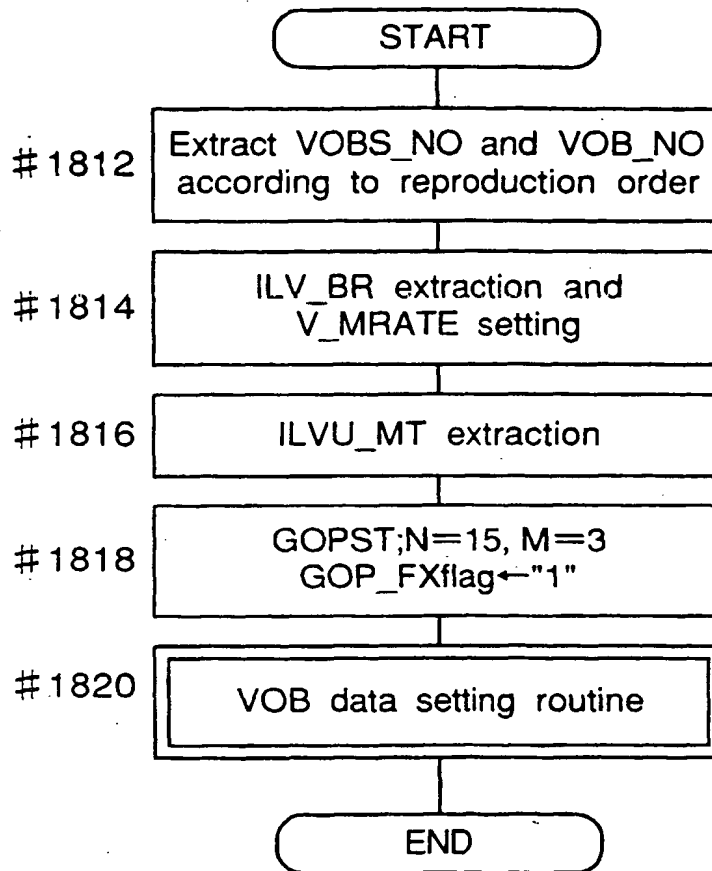 START
#1812
Extract VOBS_NO and VOB_NO
according to reproduction order
#1814
ILV_BR extraction and
V_MRATE setting
#1816
ILVU_MT extraction
#1818
GOPST;N=15, M=3
GOP_FXflag←"1"
#1820
VOB data setting routine
END